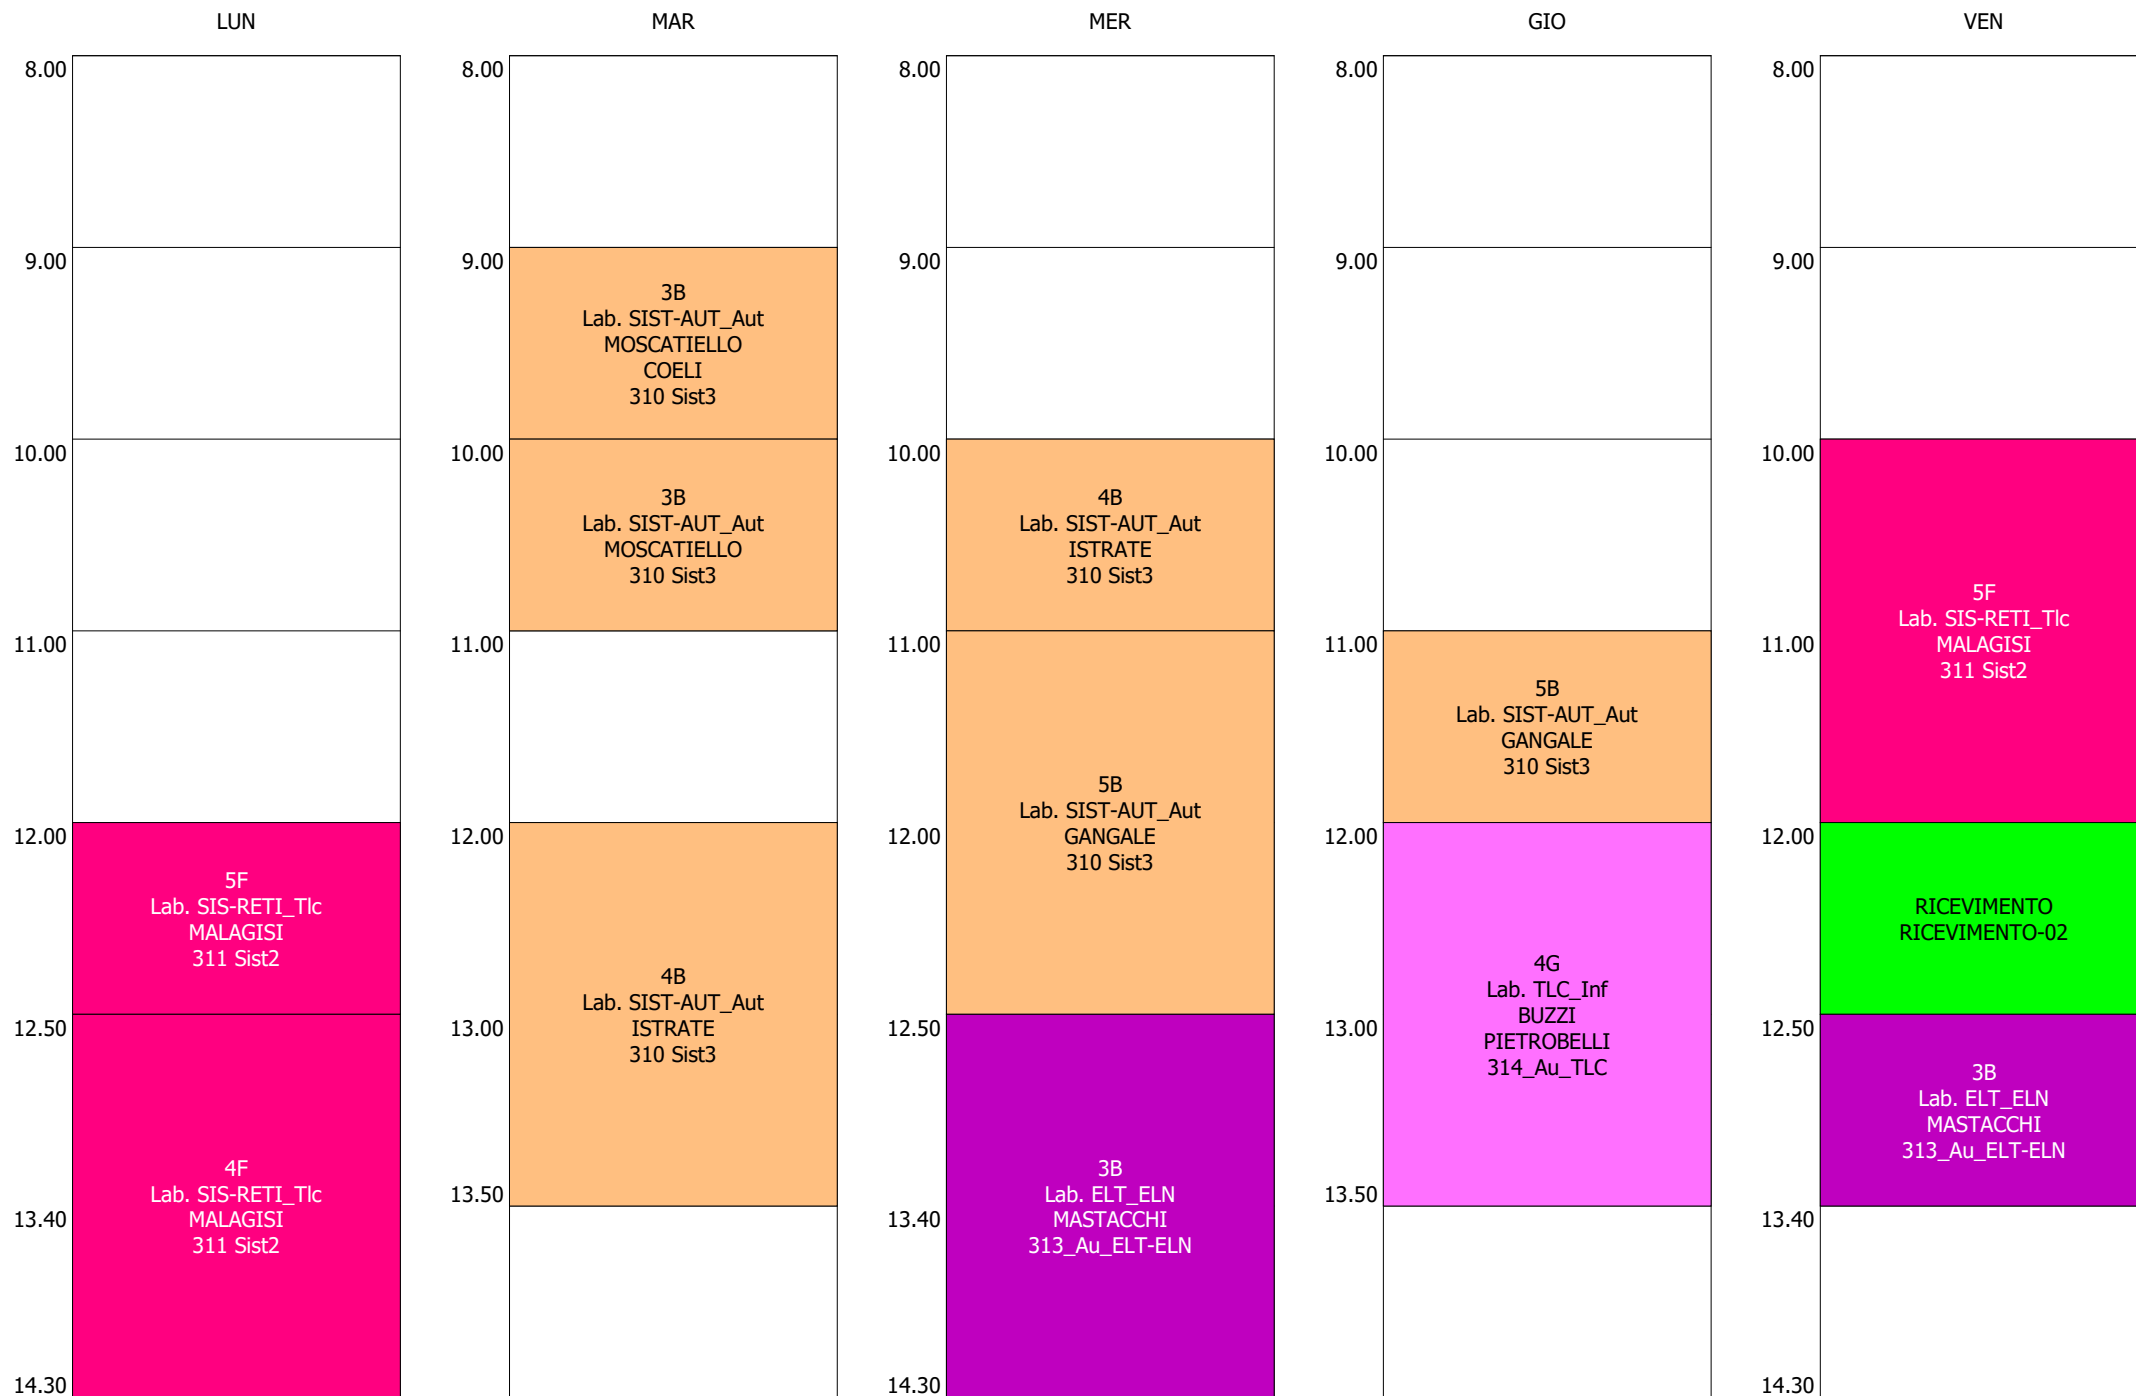 LUN
8.00
9.00
10.00
11.00
12.00
5F
Lab. SIS-RETI_Tlc
MALAGISI
311 Sist2
12.50
4F
Lab. SIS-RETI_Tlc
MALAGISI
311 Sist2
13.40
14.30
MAR
8.00
9.00
3B
Lab. SIST-AUT_Aut
MOSCATIELLO
COELI
310 Sist3
10.00
3B
Lab. SIST-AUT_Aut
MOSCATIELLO
310 Sist3
11.00
12.00
4B
Lab. SIST-AUT_Aut
ISTRATE
310 Sist3
13.00
13.50
MER
8.00
9.00
10.00
4B
Lab. SIST-AUT_Aut
ISTRATE
310 Sist3
11.00
5B
Lab. SIST-AUT_Aut
GANGALE
310 Sist3
12.00
12.50
3B
Lab. ELT_ELN
MASTACCHI
313_Au_ELT-ELN
13.40
14.30
GIO
8.00
9.00
10.00
11.00
5B
Lab. SIST-AUT_Aut
GANGALE
310 Sist3
12.00
4G
Lab. TLC_Inf
BUZZI
PIETROBELLI
314_Au_TLC
13.00
13.50
VEN
8.00
9.00
10.00
5F
Lab. SIS-RETI_Tlc
MALAGISI
311 Sist2
11.00
12.00
RICEVIMENTO
RICEVIMENTO-02
12.50
3B
Lab. ELT_ELN
MASTACCHI
313_Au_ELT-ELN
13.40
14.30